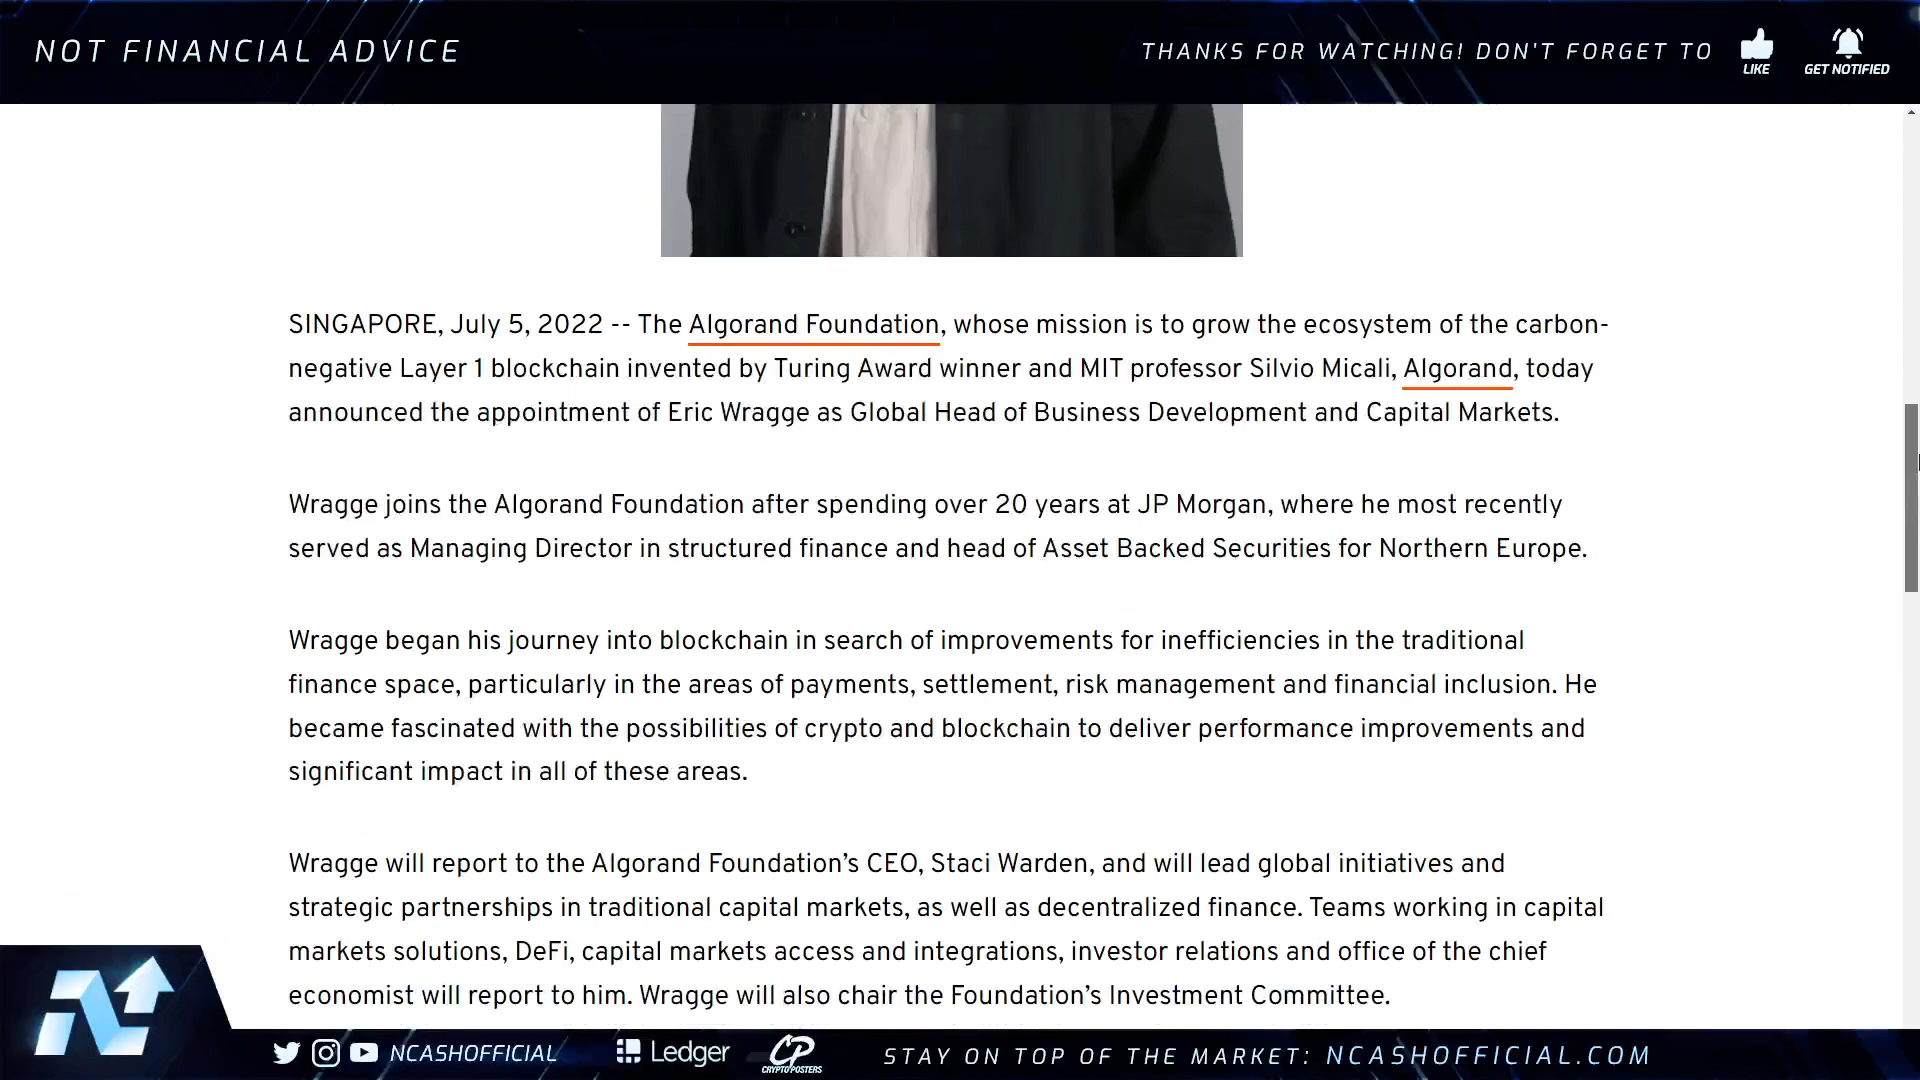 NOT FINANCIAL ADVICE
THANKS FOR WATCHING! DON'T FORGET TO
LIKE
GET NOTIFIED
SINGAPORE, July 5, 2022 -- The Algorand Foundation, whose mission is to grow the ecosystem of the carbon-
negative Layer 1 blockchain invented by Turing Award winner and MIT professor Silvio Micali, Algorand, today
announced the appointment of Eric Wragge as Global Head of Business Development and Capital Markets.
Wragge joins the Algorand Foundation after spending over 20 years at JP Morgan, where he most recently
served as Managing Director in structured finance and head of Asset Backed Securities for Northern Europe.
Wragge began his journey into blockchain in search of improvements for inefficiencies in the traditional
finance space, particularly in the areas of payments, settlement, risk management and financial inclusion. He
became fascinated with the possibilities of crypto and blockchain to deliver performance improvements and
significant impact in all of these areas.
Wragge will report to the Algorand Foundation’s CEO, Staci Warden, and will lead global initiatives and
strategic partnerships in traditional capital markets, as well as decentralized finance. Teams working in capital
markets solutions, DeFi, capital markets access and integrations, investor relations and office of the chief
economist will report to him. Wragge will also chair the Foundation’s Investment Committee.
NCASHOFFICIAL
Ledger
CP
CRYPTOPOSTERS
STAY ON TOP OF THE MARKET: NCASHOFFICIAL.COM